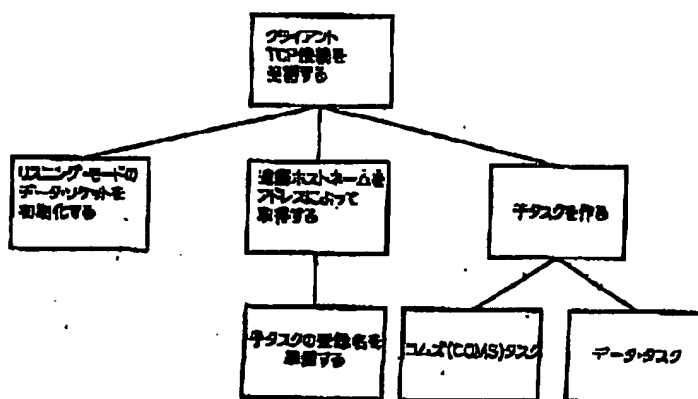 クライアント
TCP接続を
発話する
リスニング・モードの
データ・ソケットを
初期化する
遠隔ホストネームを
アドレスによって
取得する
子タスクを作る
子タスクの登録名を
準備する
コムズ(COMS)タスク
データ・タスク